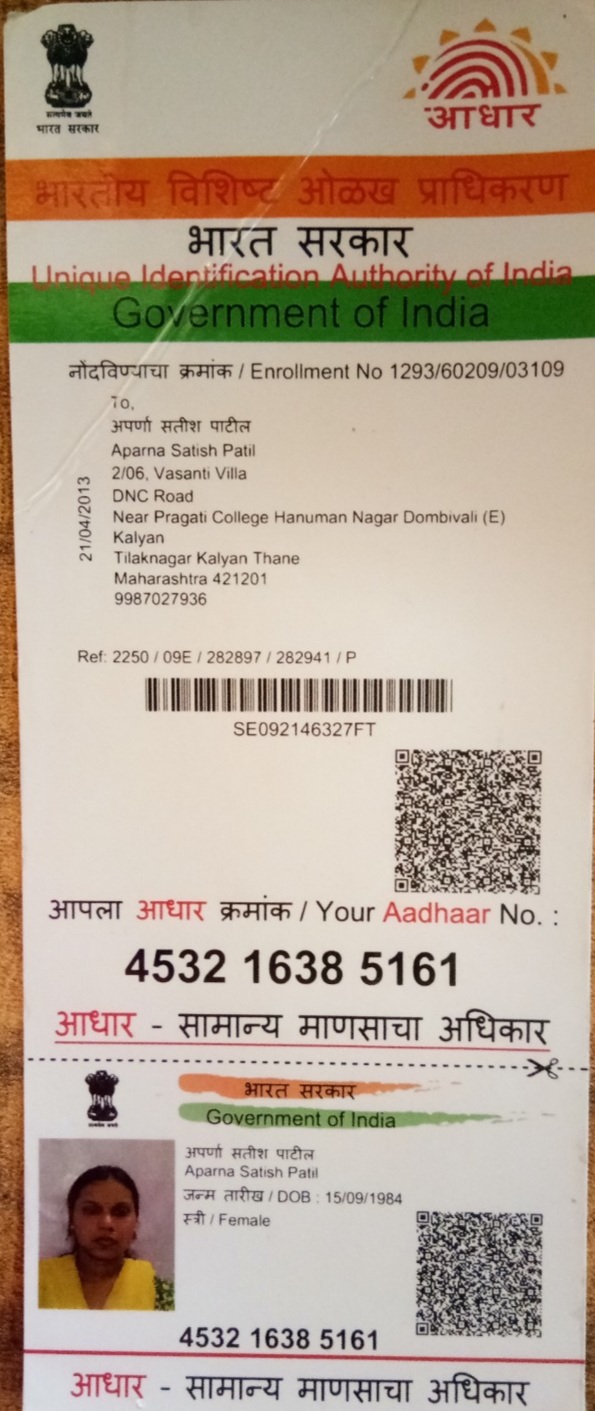 सत्यमेव जयते
भारत सरकार
आधार
भारतीय विशिष्ट ओळख प्राधिकरण
भारत सरकार
Unique Identification Authority of India
Government of India
नोंदविण्याचा क्रमांक / Enrollment No 1293/60209/03109
To,
अपर्णा सतीश पाटील
Aparna Satish Patil
2/06, Vasanti Villa
DNC Road
Near Pragati College Hanuman Nagar Dombivali (E)
Kalyan
Tilaknagar Kalyan Thane
Maharashtra 421201
9987027936
21/04/2013
Ref: 2250 / 09E / 282897 / 282941 / P
SE092146327FT
आपला आधार क्रमांक / Your Aadhaar No. :
4532 1638 5161
आधार - सामान्य माणसाचा अधिकार
भारत सरकार
Government of India
अपर्णा सतीश पाटील
Aparna Satish Patil
जन्म तारीख / DOB : 15/09/1984
स्त्री / Female
4532 1638 5161
आधार - सामान्य माणसाचा अधिकार